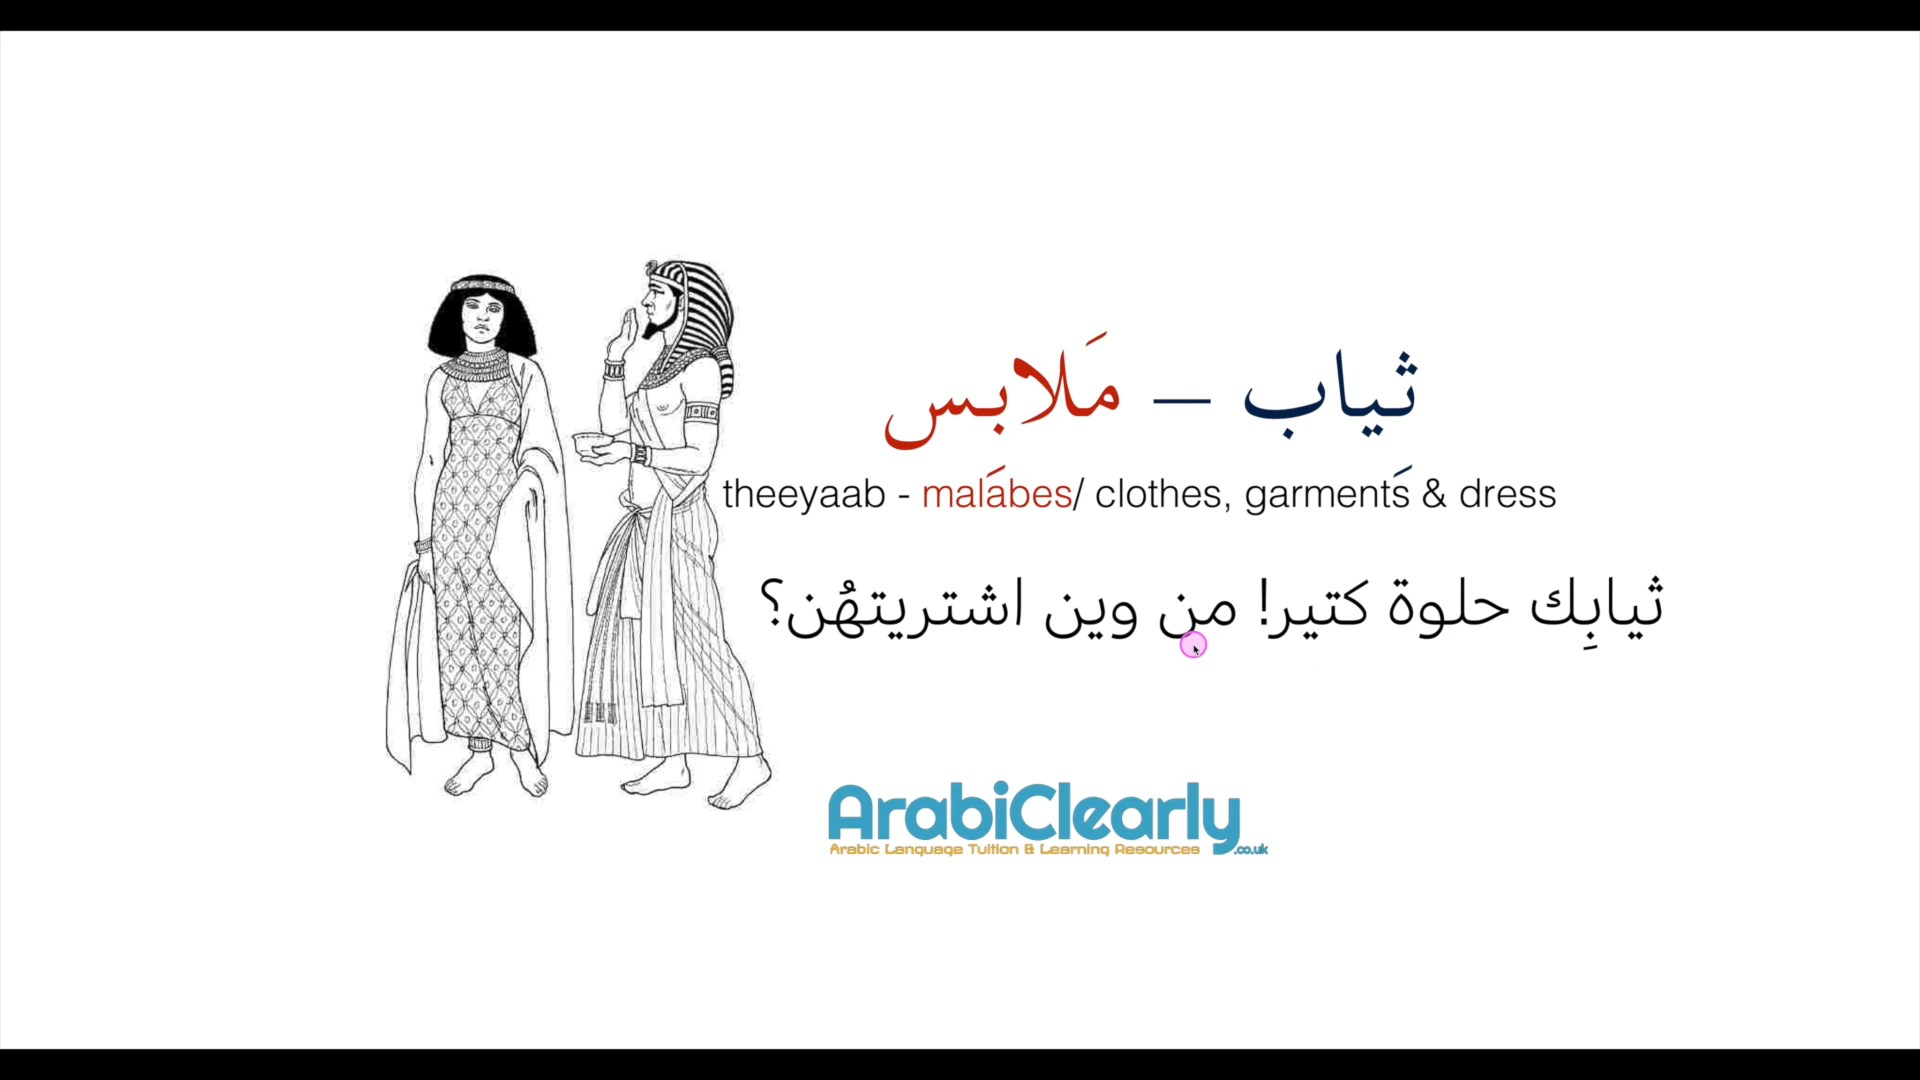 ثياب – مَلابس
theeyaab - malabes/ clothes, garments & dress
ثيابِك حلوة كتير! من وين اشتريتهُن؟
ArabiClearly.co.uk
Arabic Language Tuition & Learning Resources